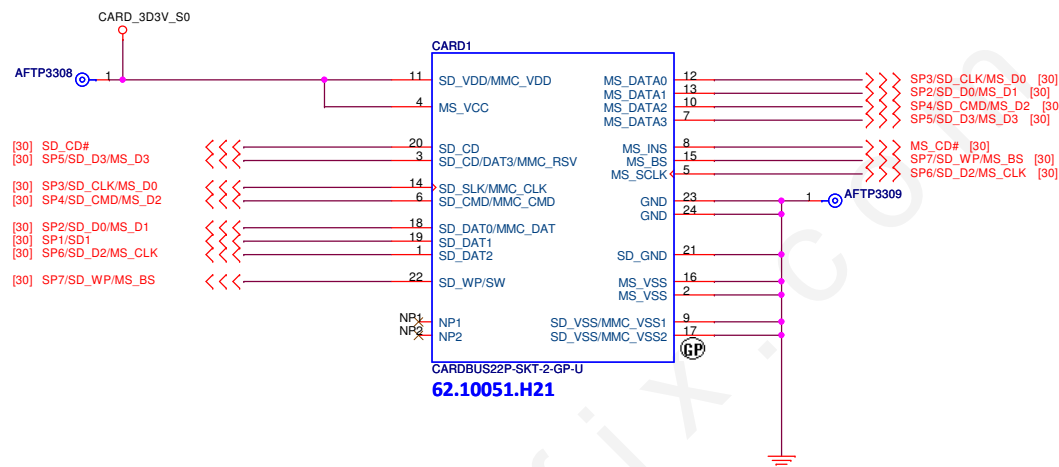 CARD_3D3V_S0
CARD1
AFTP3308 1 11 SD_VDD/MMC_VDD MS_DATA0 12 SP3/SD_CLK/MS_D0 [30]
MS_DATA1 13 SP2/SD_D0/MS_D1 [30]
4 MS_VCC MS_DATA2 10 SP4/SD_CMD/MS_D2 [30
MS_DATA3 7 SP5/SD_D3/MS_D3 [30]
[30] SD_CD# 20 SD_CD MS_INS 8 MS_CD# [30]
[30] SP5/SD_D3/MS_D3 3 SD_CD/DAT3/MMC_RSV MS_BS 15 SP7/SD_WP/MS_BS [30]
MS_SCLK 5 SP6/SD_D2/MS_CLK [30]
[30] SP3/SD_CLK/MS_D0 14 SD_SLK/MMC_CLK
[30] SP4/SD_CMD/MS_D2 6 SD_CMD/MMC_CMD GND 23 1 AFTP3309
GND 24
[30] SP2/SD_D0/MS_D1 18 SD_DAT0/MMC_DAT
[30] SP1/SD1 19 SD_DAT1
[30] SP6/SD_D2/MS_CLK 1 SD_DAT2 SD_GND 21
[30] SP7/SD_WP/MS_BS 22 SD_WP/SW MS_VSS 16
MS_VSS 2
NP1 NP1 SD_VSS/MMC_VSS1 9
NP2 NP2 SD_VSS/MMC_VSS2 17
GP
CARDBUS22P-SKT-2-GP-U
62.10051.H21
fix.com